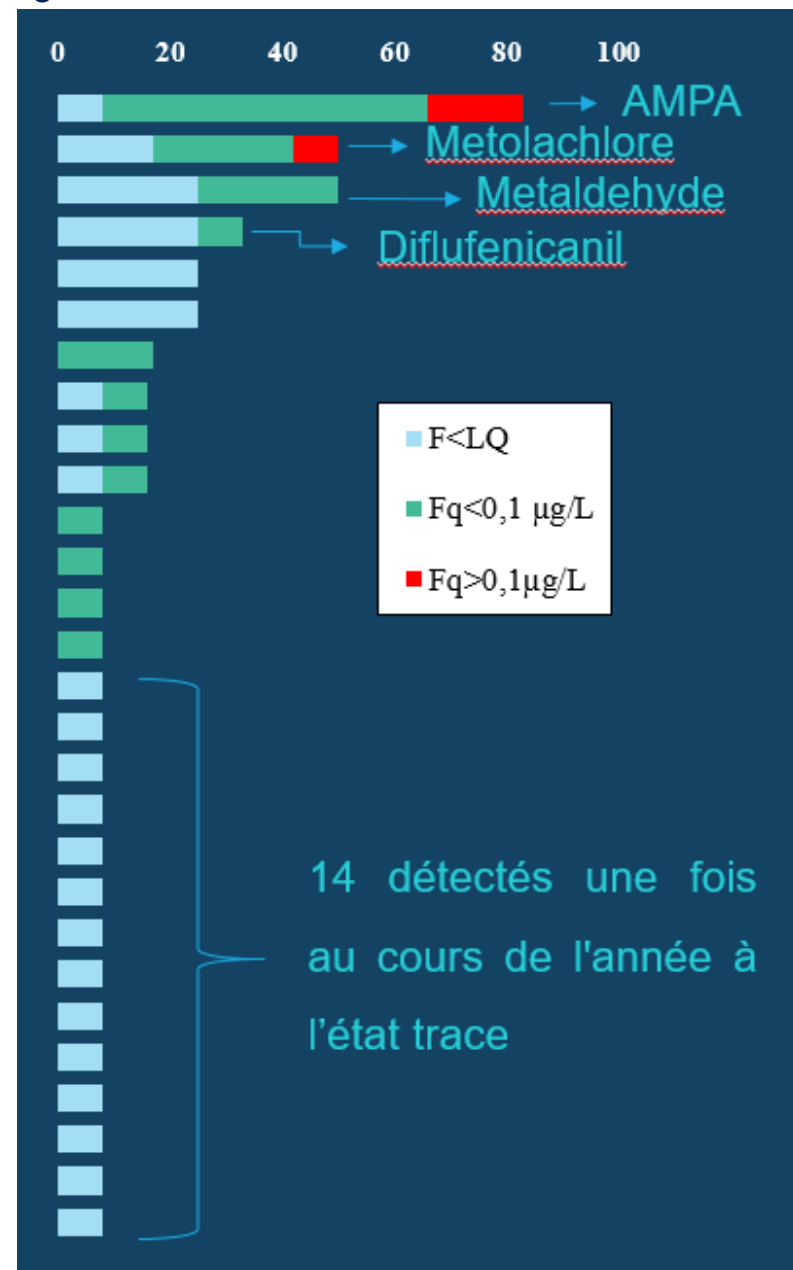 0 20 40 60 80 100
AMPA
Metolachlore
Metaldehyde
Diflufenicanil
F<LQ
Fq<0,1 µg/L
Fq>0,1µg/L
14 détectés une fois
au cours de l'année à
l’état trace